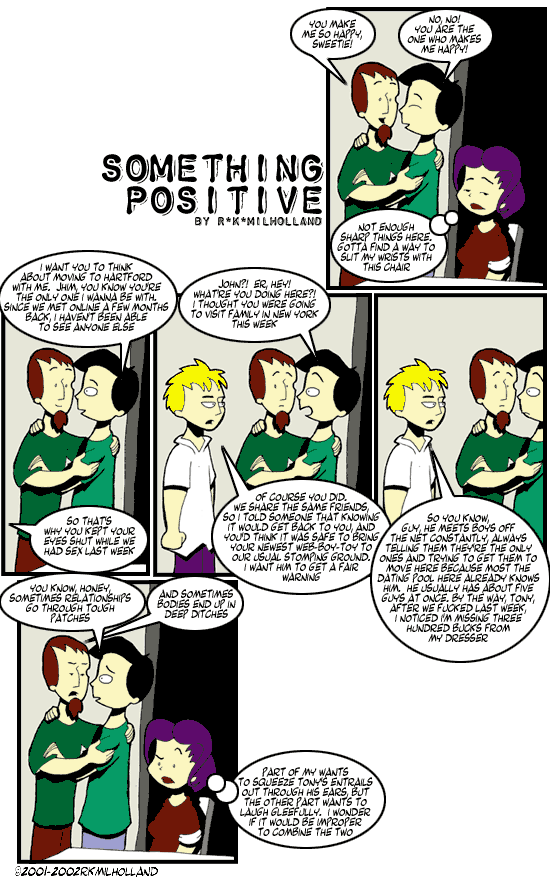 YOU MAKE
ME SO HAPPY,
SWEETIE!
NO, NO!
YOU ARE THE
ONE WHO MAKES
ME HAPPY!
SOMETHING
POSITIVE
BY R*K*MILHOLLAND
NOT ENOUGH
SHARP THINGS HERE.
GOTTA FIND A WAY TO
SLIT MY WRISTS WITH
THIS CHAIR
I WANT YOU TO THINK
ABOUT MOVING TO HARTFORD
WITH ME. JHIM, YOU KNOW YOU'RE
THE ONLY ONE I WANNA BE WITH.
SINCE WE MET ONLINE A FEW MONTHS
BACK, I HAVEN'T BEEN ABLE
TO SEE ANYONE ELSE
SO THAT'S
WHY YOU KEPT YOUR
EYES SHUT WHILE WE
HAD SEX LAST WEEK
JOHN?! ER, HEY!
WHAT'RE YOU DOING HERE?!
I THOUGHT YOU WERE GOING
TO VISIT FAMILY IN NEW YORK
THIS WEEK
OF COURSE YOU DID.
WE SHARE THE SAME FRIENDS,
SO I TOLD SOMEONE THAT KNOWING
IT WOULD GET BACK TO YOU, AND
YOU'D THINK IT WAS SAFE TO BRING
YOUR NEWEST WEB-BOY-TOY TO
OUR USUAL STOMPING GROUND.
I WANT HIM TO GET A FAIR
WARNING
SO YOU KNOW,
GUY, HE MEETS BOYS OFF
THE NET CONSTANTLY, ALWAYS
TELLING THEM THEY'RE THE ONLY
ONES AND TRYING TO GET THEM TO
MOVE HERE BECAUSE MOST THE
DATING POOL HERE ALREADY KNOWS
HIM. HE USUALLY HAS ABOUT FIVE
GUYS AT ONCE. BY THE WAY, TONY,
AFTER WE FUCKED LAST WEEK,
I NOTICED I'M MISSING THREE
HUNDRED BUCKS FROM
MY DRESSER
YOU KNOW, HONEY,
SOMETIMES RELATIONSHIPS
GO THROUGH TOUGH
PATCHES
AND SOMETIMES
BODIES END UP IN
DEEP DITCHES
PART OF MY WANTS
TO SQUEEZE TONY'S ENTRAILS
OUT THROUGH HIS EARS, BUT
THE OTHER PART WANTS TO
LAUGH GLEEFULLY. I WONDER
IF IT WOULD BE IMPROPER
TO COMBINE THE TWO
©2001-2002RKMILHOLLAND